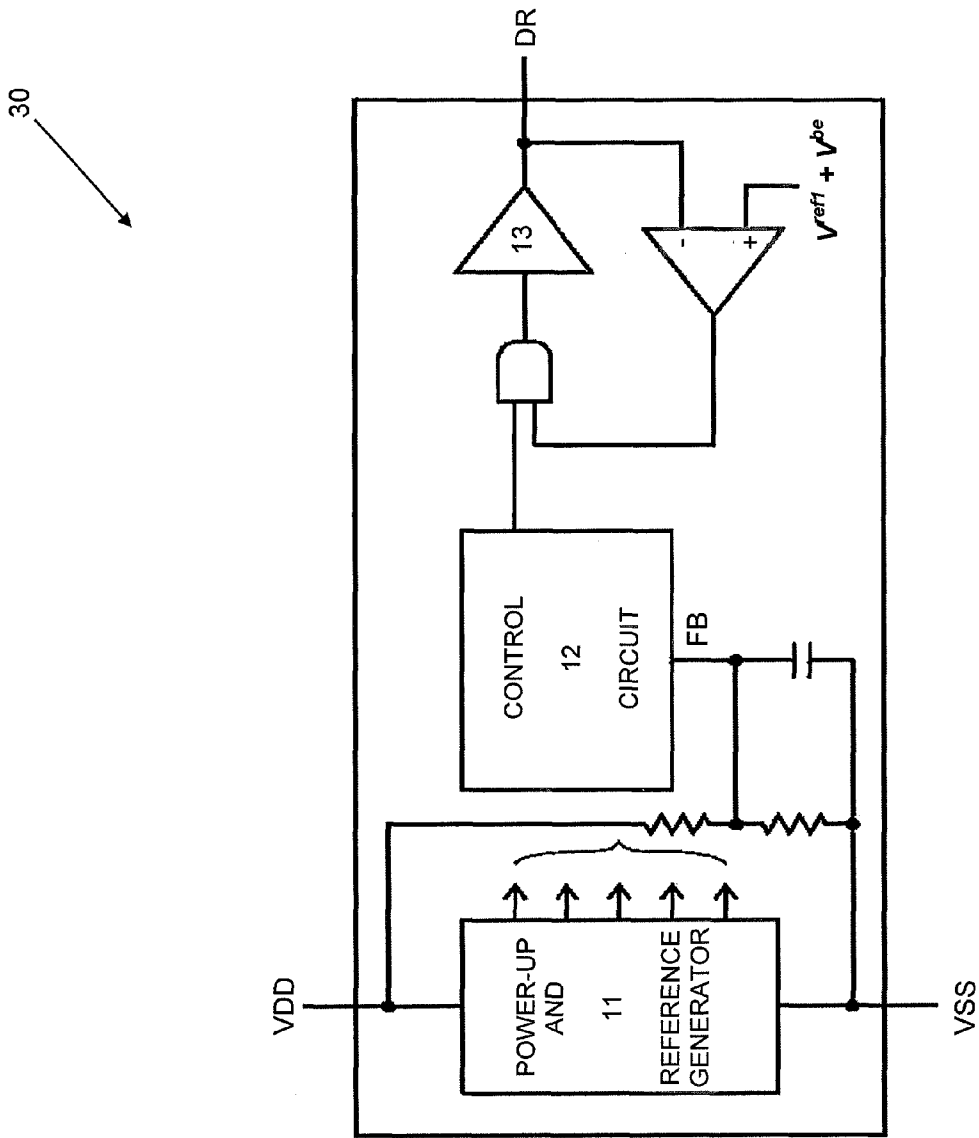 30
VDD
POWER-UP
AND
11
REFERENCE
GENERATOR
VSS
CONTROL
12
CIRCUIT
FB
13
-
+
DR
Vref1 + Vbe